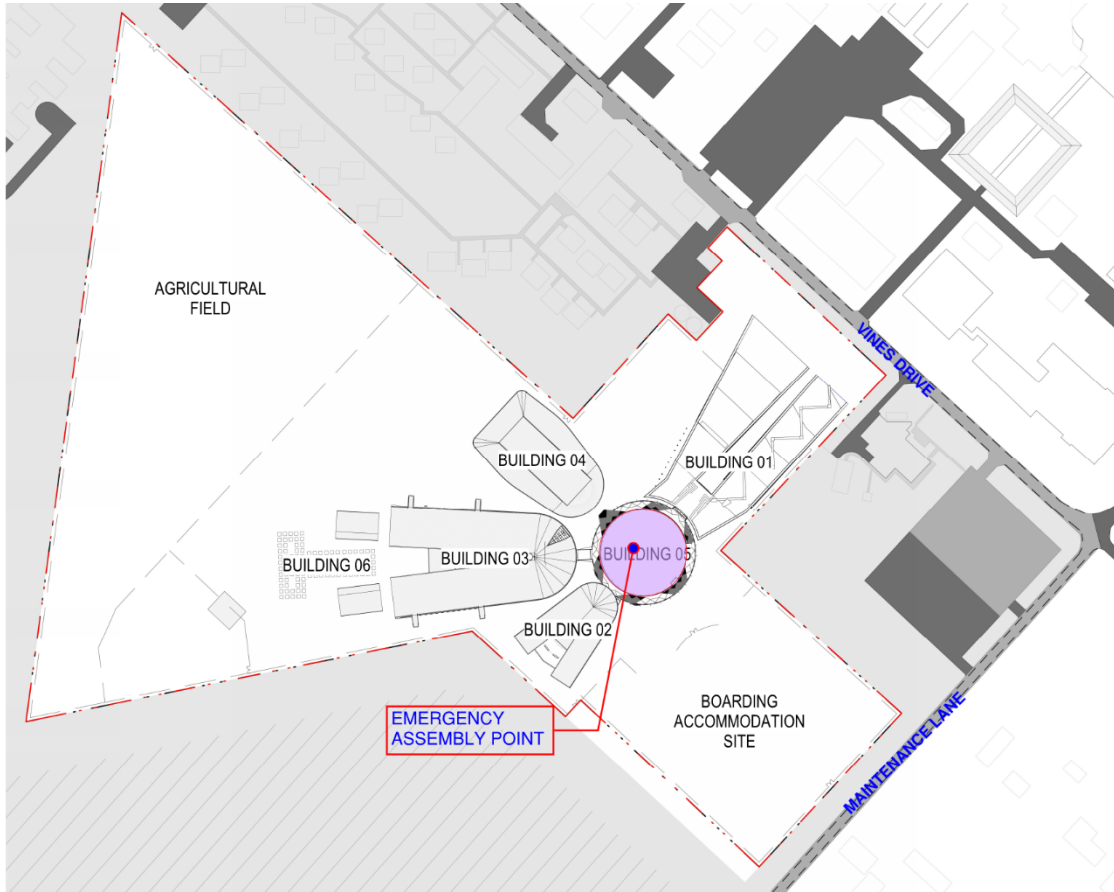 VINES DRIVE
AGRICULTURAL
FIELD
BUILDING 04
BUILDING 01
BUILDING 06
BUILDING 03
BUILDING 05
BUILDING 02
EMERGENCY
ASSEMBLY POINT
BOARDING
ACCOMMODATION
SITE
MAINTENANCE LANE